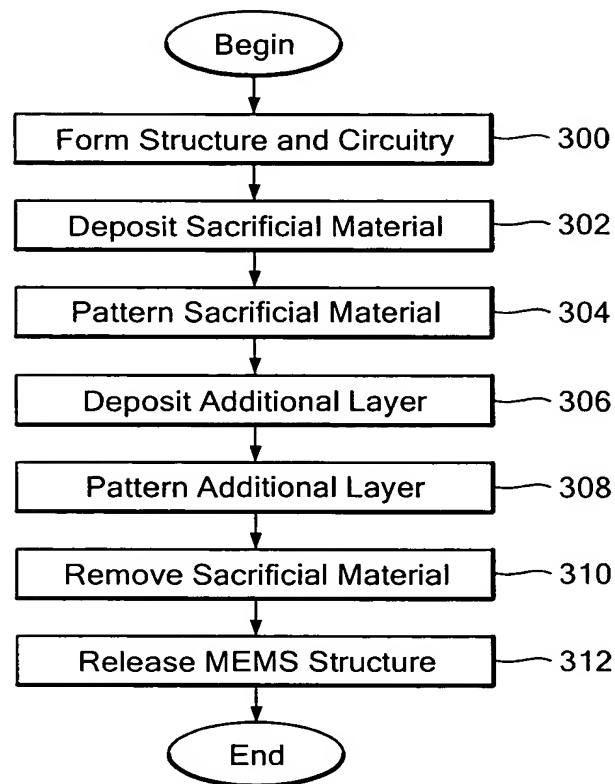 Begin
Form Structure and Circuitry 300
Deposit Sacrificial Material 302
Pattern Sacrificial Material 304
Deposit Additional Layer 306
Pattern Additional Layer 308
Remove Sacrificial Material 310
Release MEMS Structure 312
End